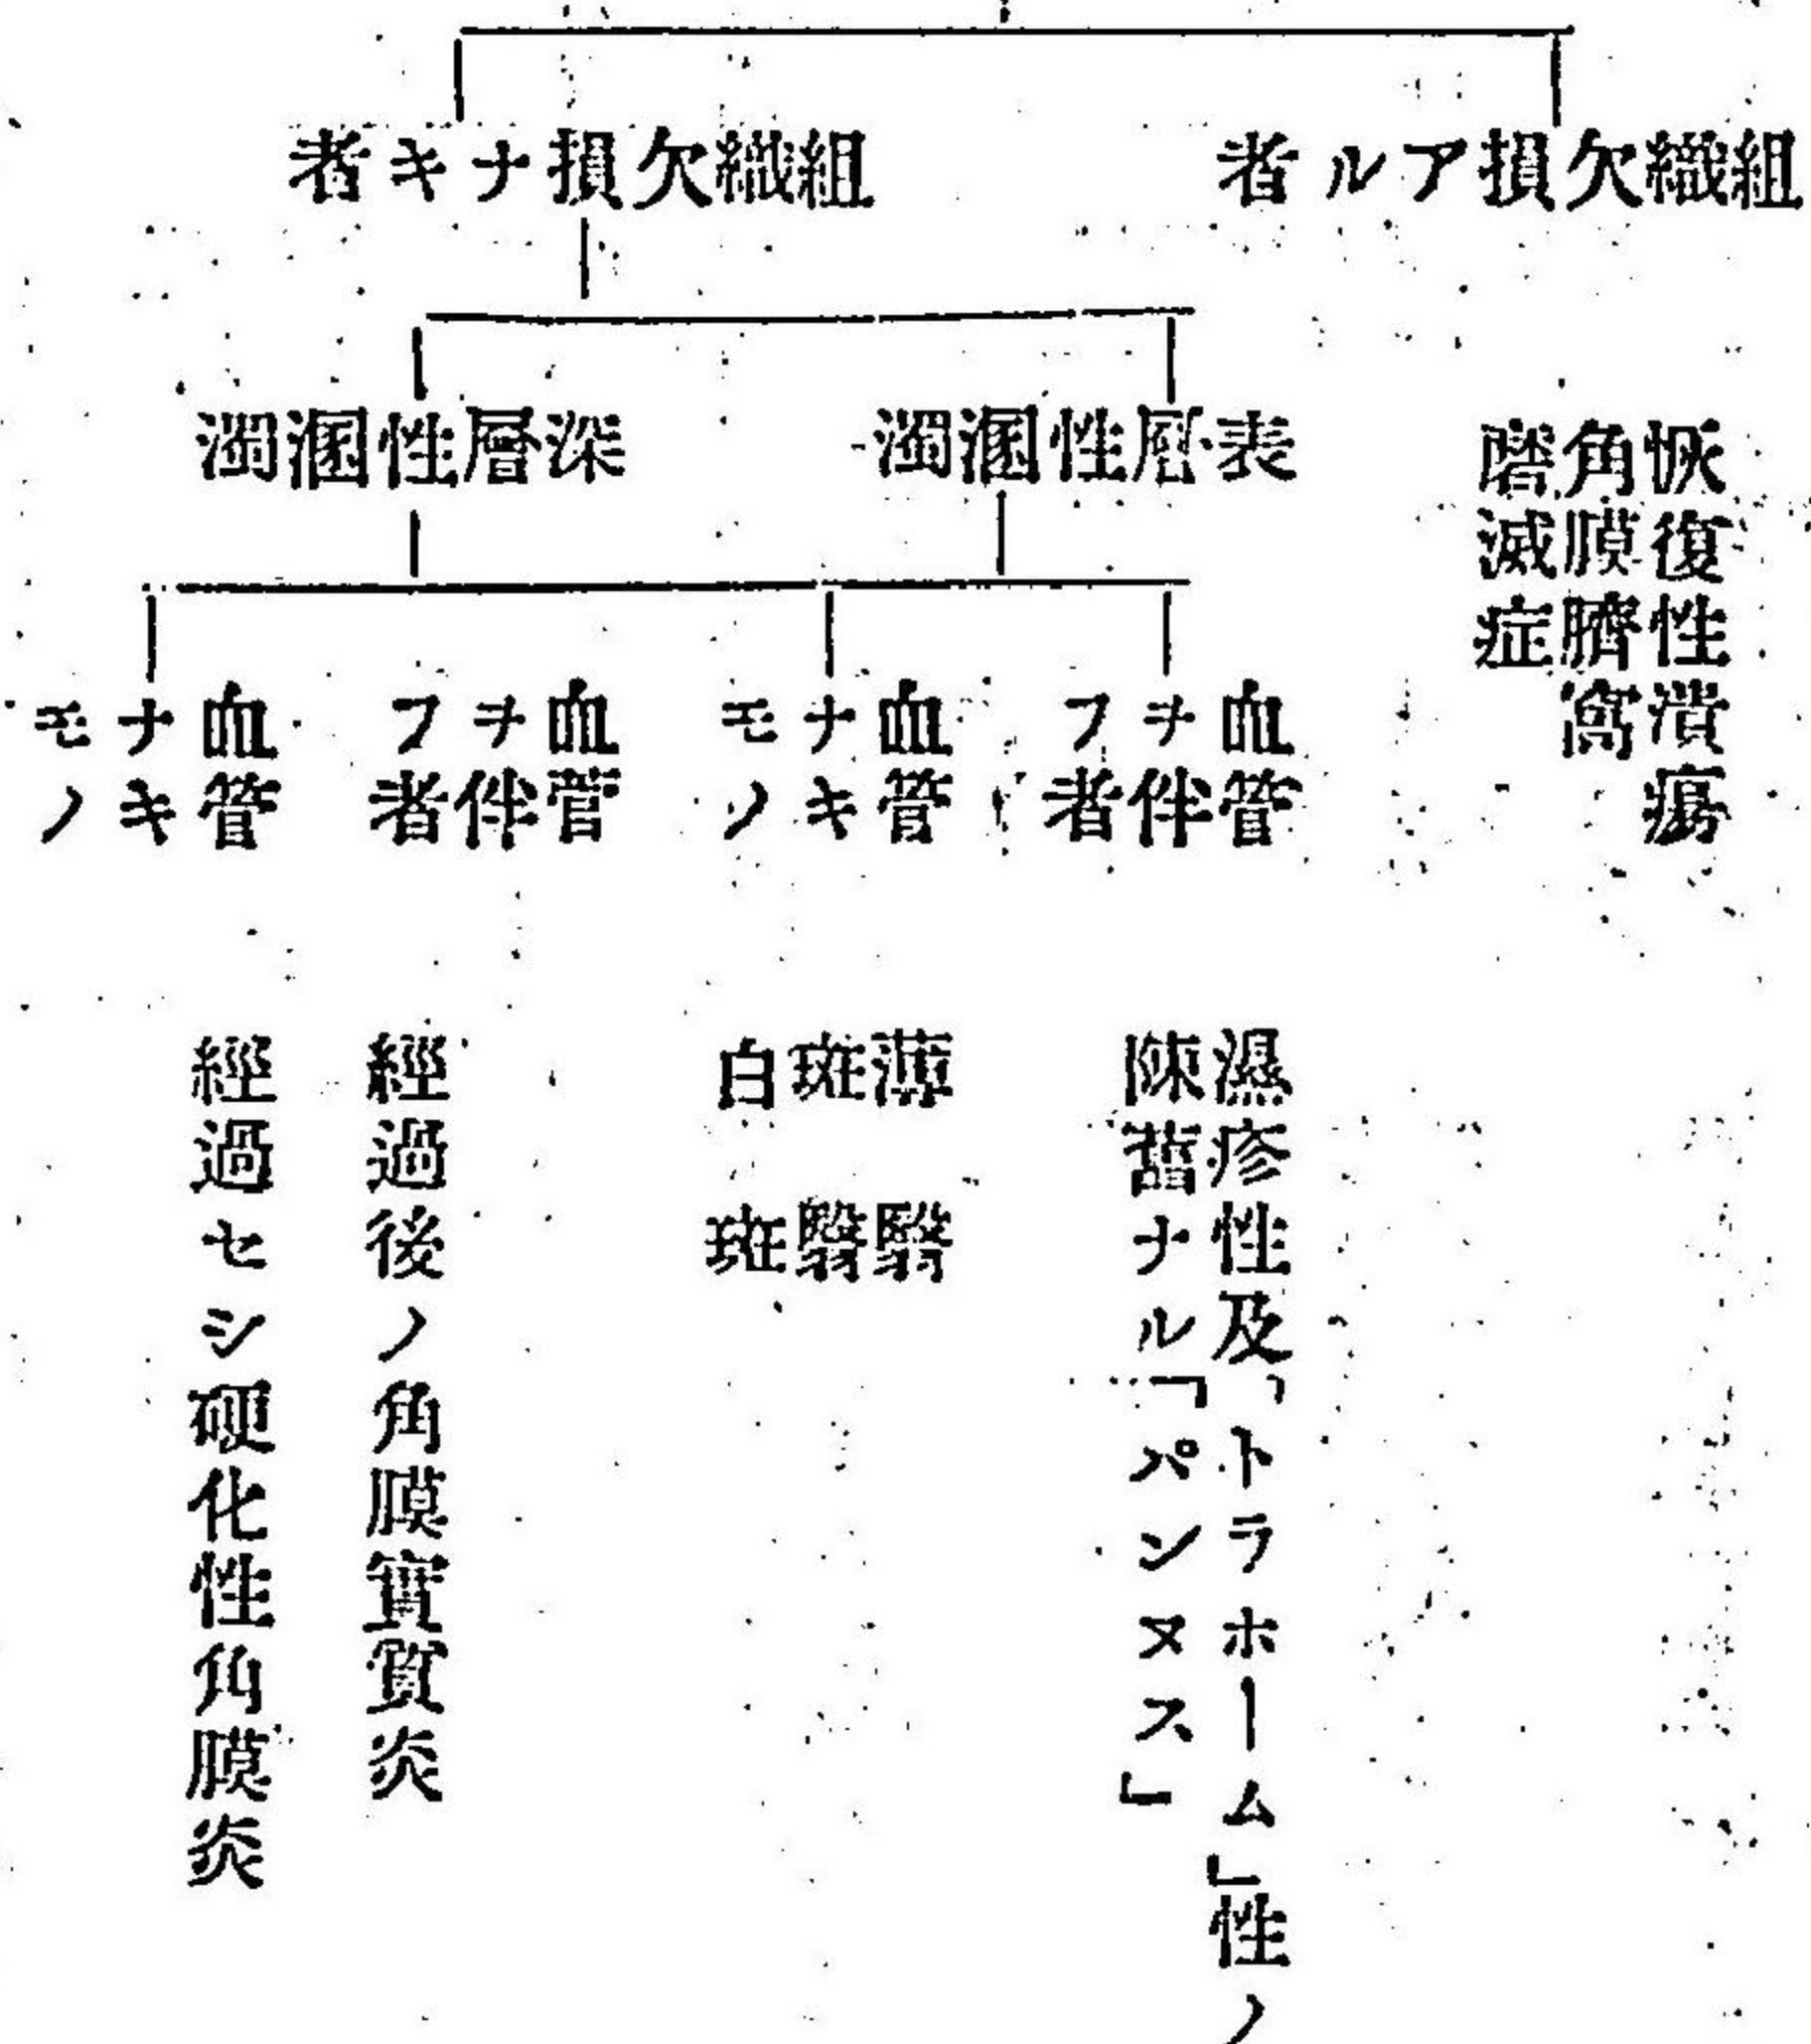 組織欠損アル者
組織欠損ナキ者
恢復性潰瘍
角膜臍窩
磨滅症
表層性溷濁
深層性溷濁
血管
ヲ伴
フ者
血管
ナキ
モノ
血管
ヲ伴
フ者
血管
ナキ
モノ
濕疹性及「トラホーム」性ノ
陳舊ナル「パンヌス」
薄翳
斑翳
白斑
經過後ノ角膜實質炎
經過セシ硬化性角膜炎